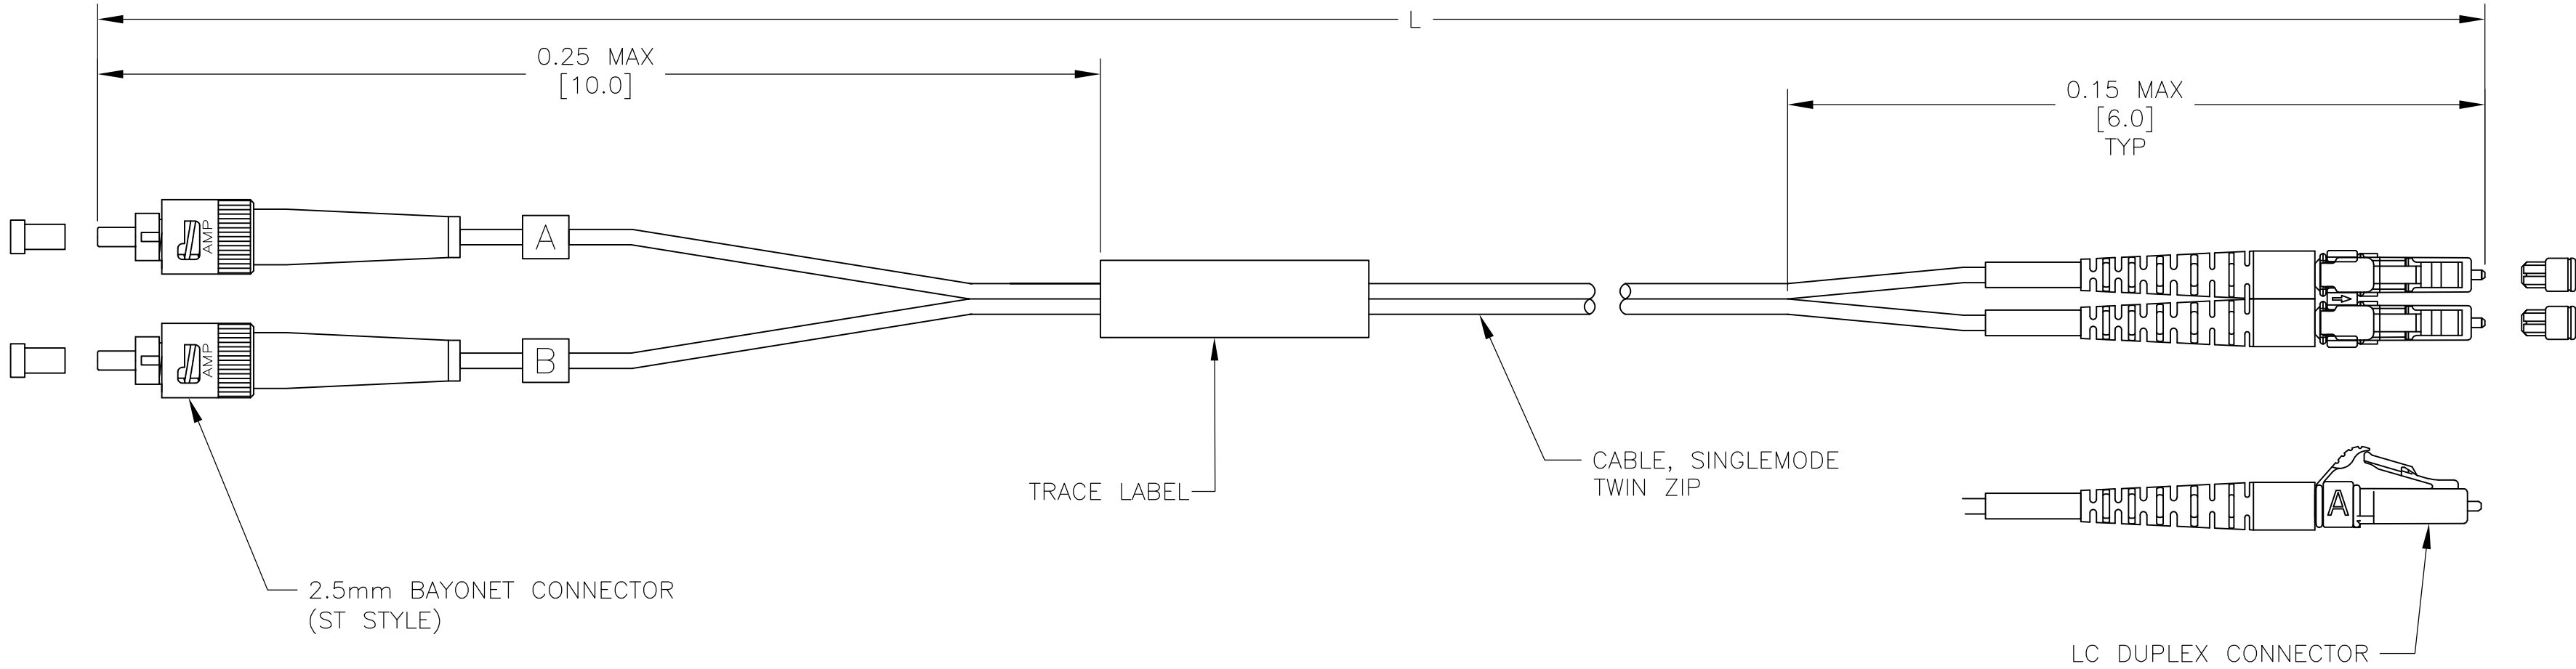 L
0.25 MAX
[10.0]
0.15 MAX
[6.0]
TYP
AMP
A
AMP
B
CABLE, SINGLEMODE
TWIN ZIP
TRACE LABEL
A
2.5mm BAYONET CONNECTOR
(ST STYLE)
LC DUPLEX CONNECTOR